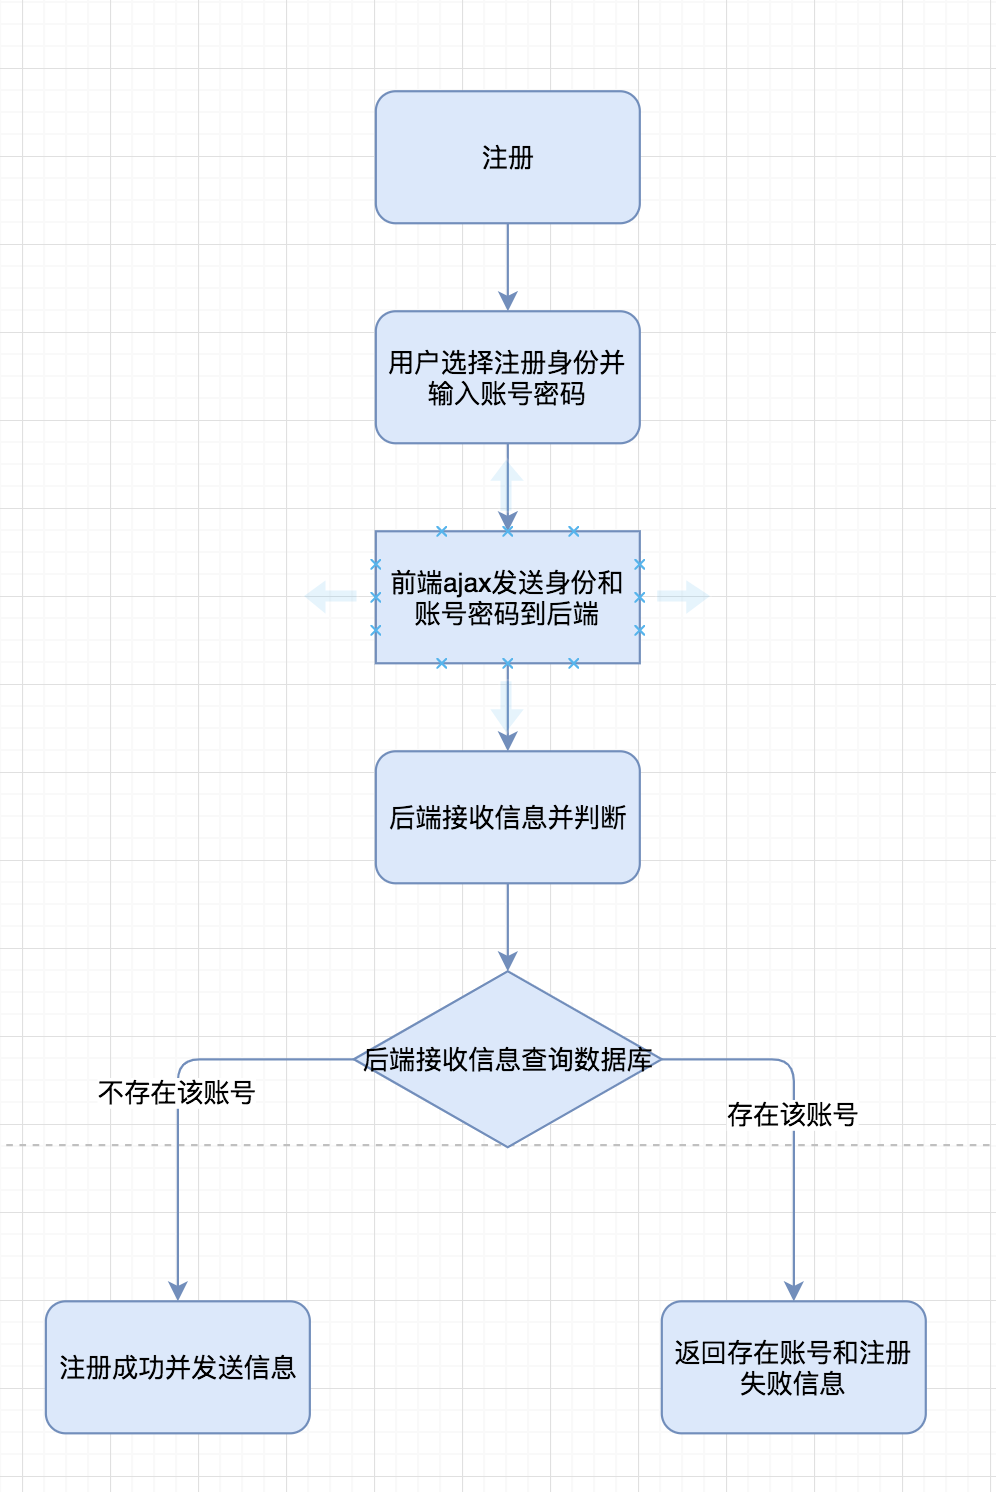 注册
用户选择注册身份并
输入账号密码
前端ajax发送身份和
账号密码到后端
后端接收信息并判断
后端接收信息查询数据库
不存在该账号
存在该账号
注册成功并发送信息
返回存在账号和注册
失败信息